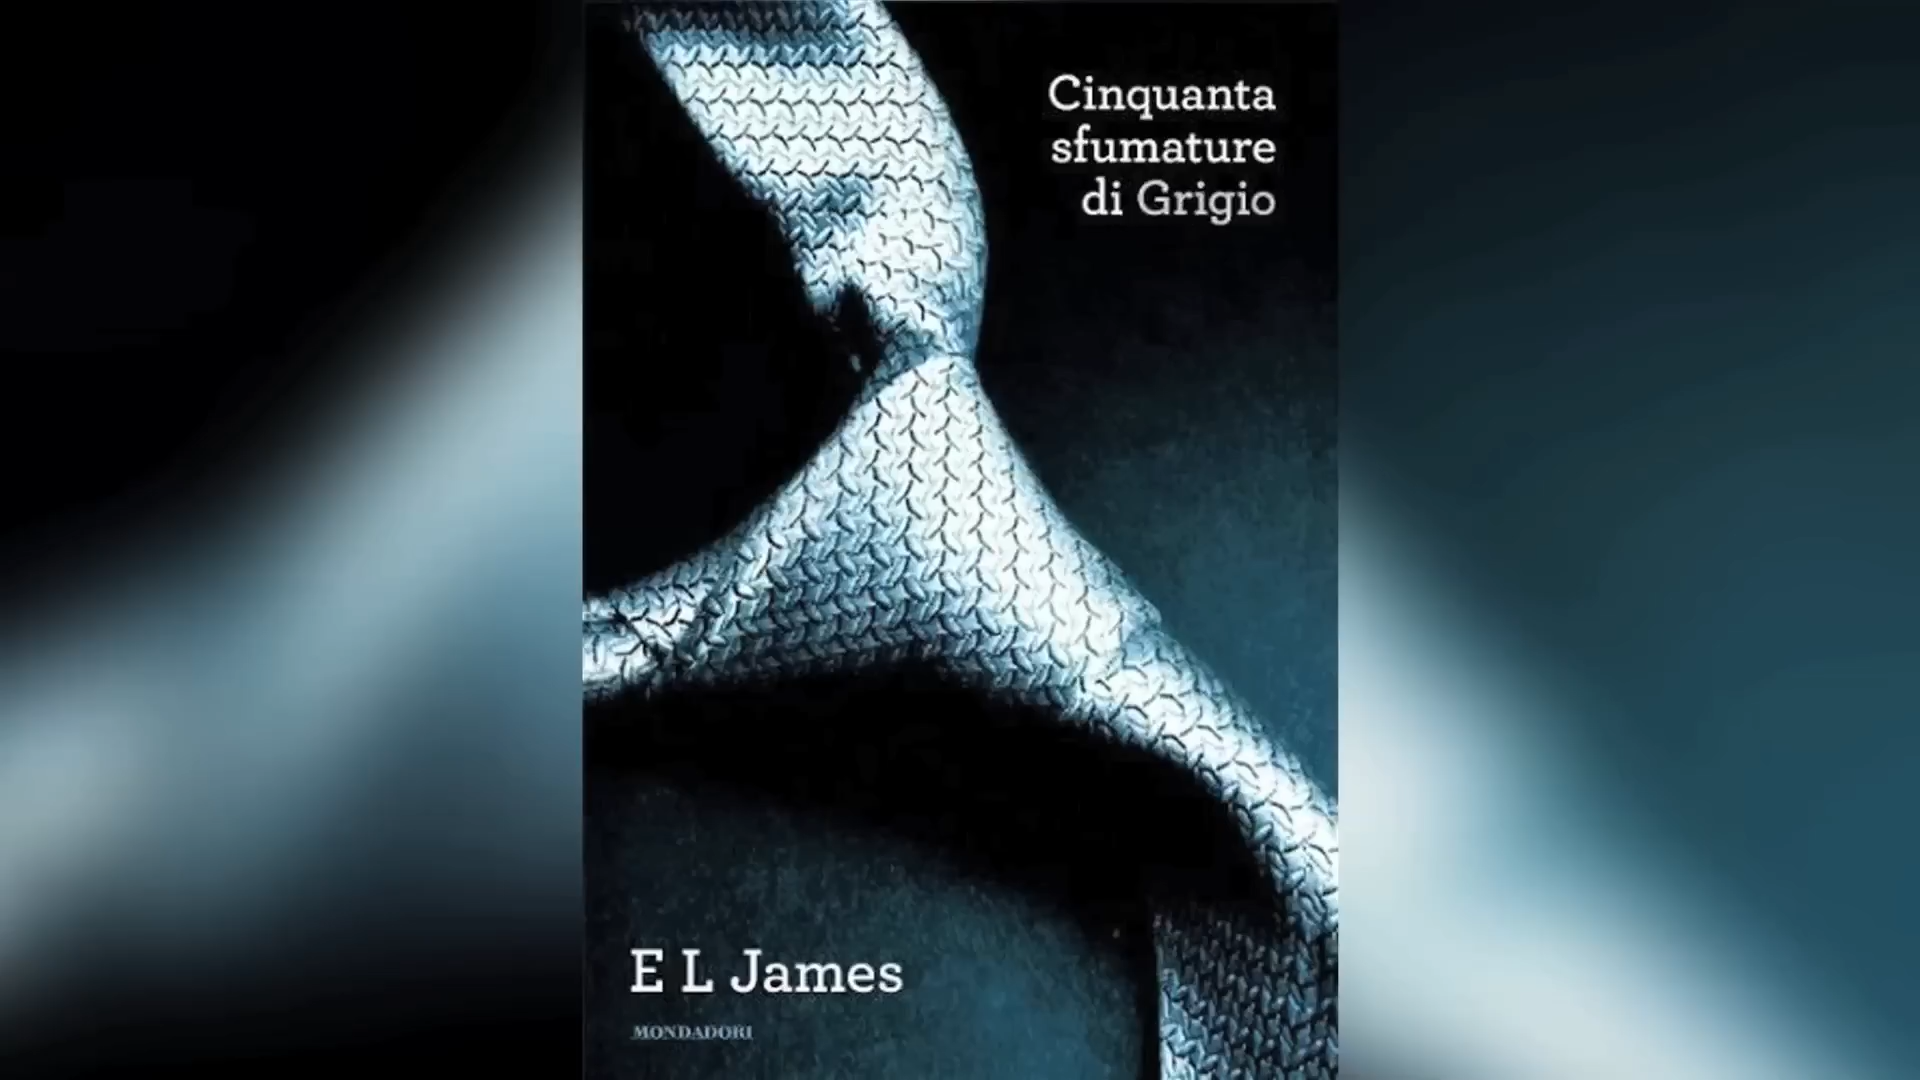 Cinquanta
sfumature
di Grigio
E L James
MONDADORI